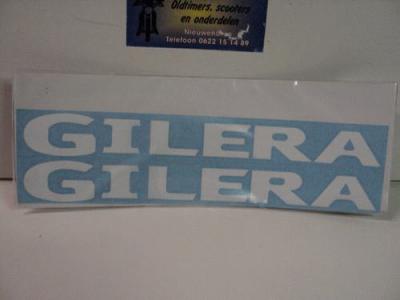 Oldtimers, scooters
en onderdelen
Telefoon 0622 15 14 89
GILERA
GILERA